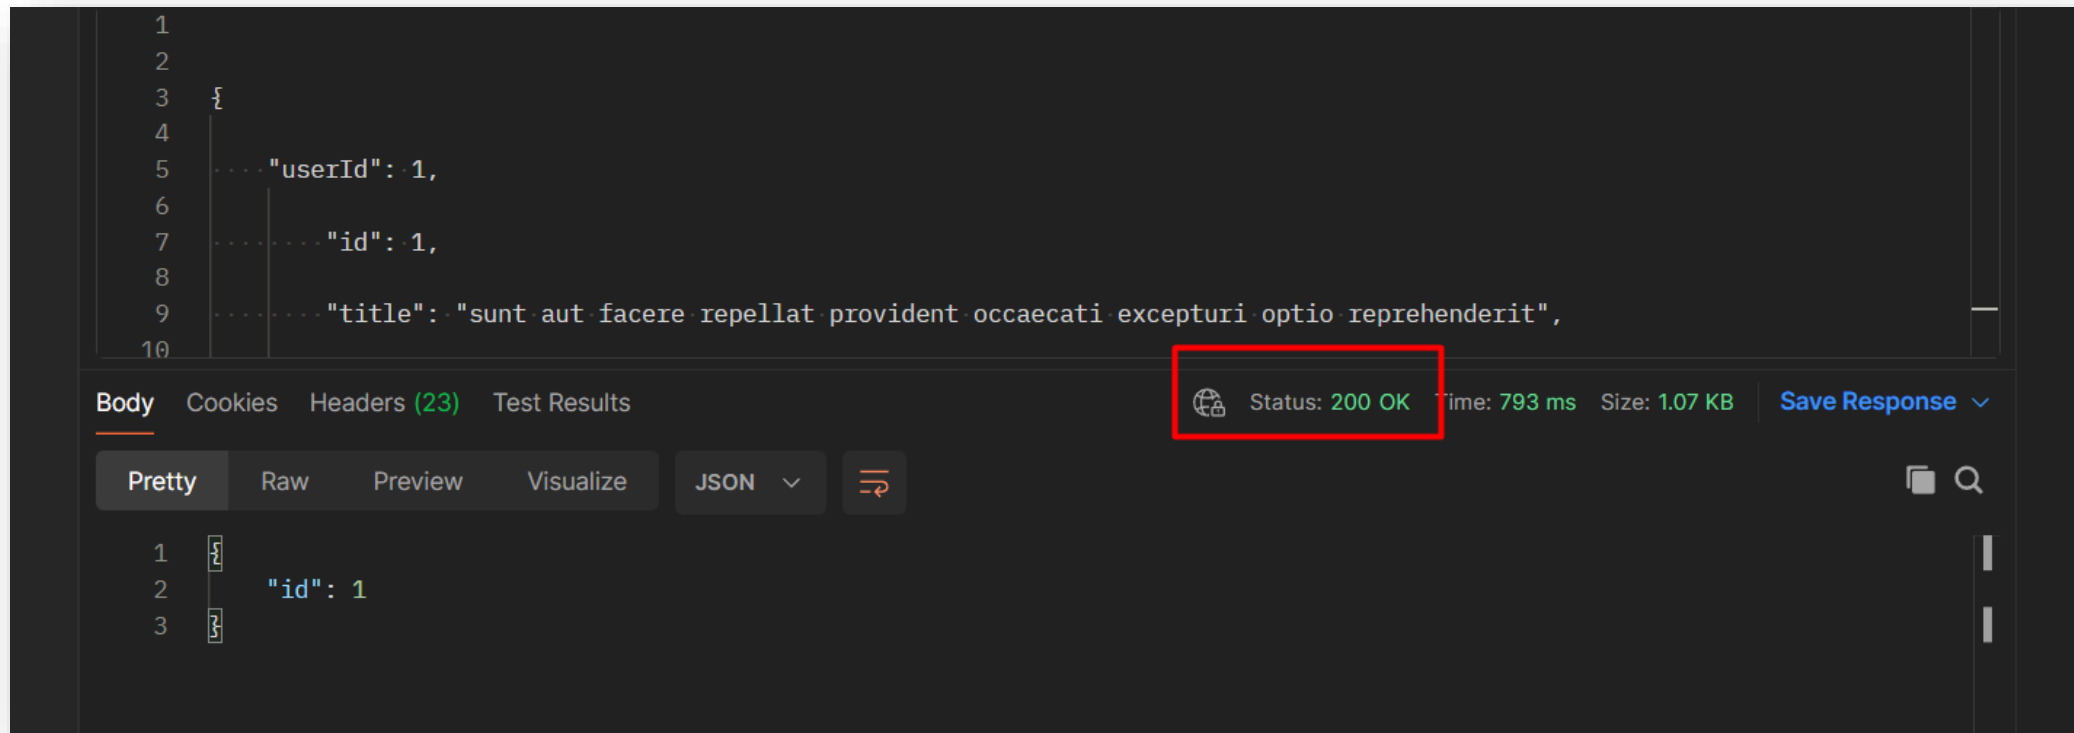 1
2
3 {
4
5 "userId": 1,
6
7 "id": 1,
8
9 "title": "sunt aut facere repellat provident occaecati excepturi optio reprehenderit",
10
Body Cookies Headers (23) Test Results Status: 200 OK Time: 793 ms Size: 1.07 KB Save Response
Pretty Raw Preview Visualize JSON
1 {
2 "id": 1
3 }